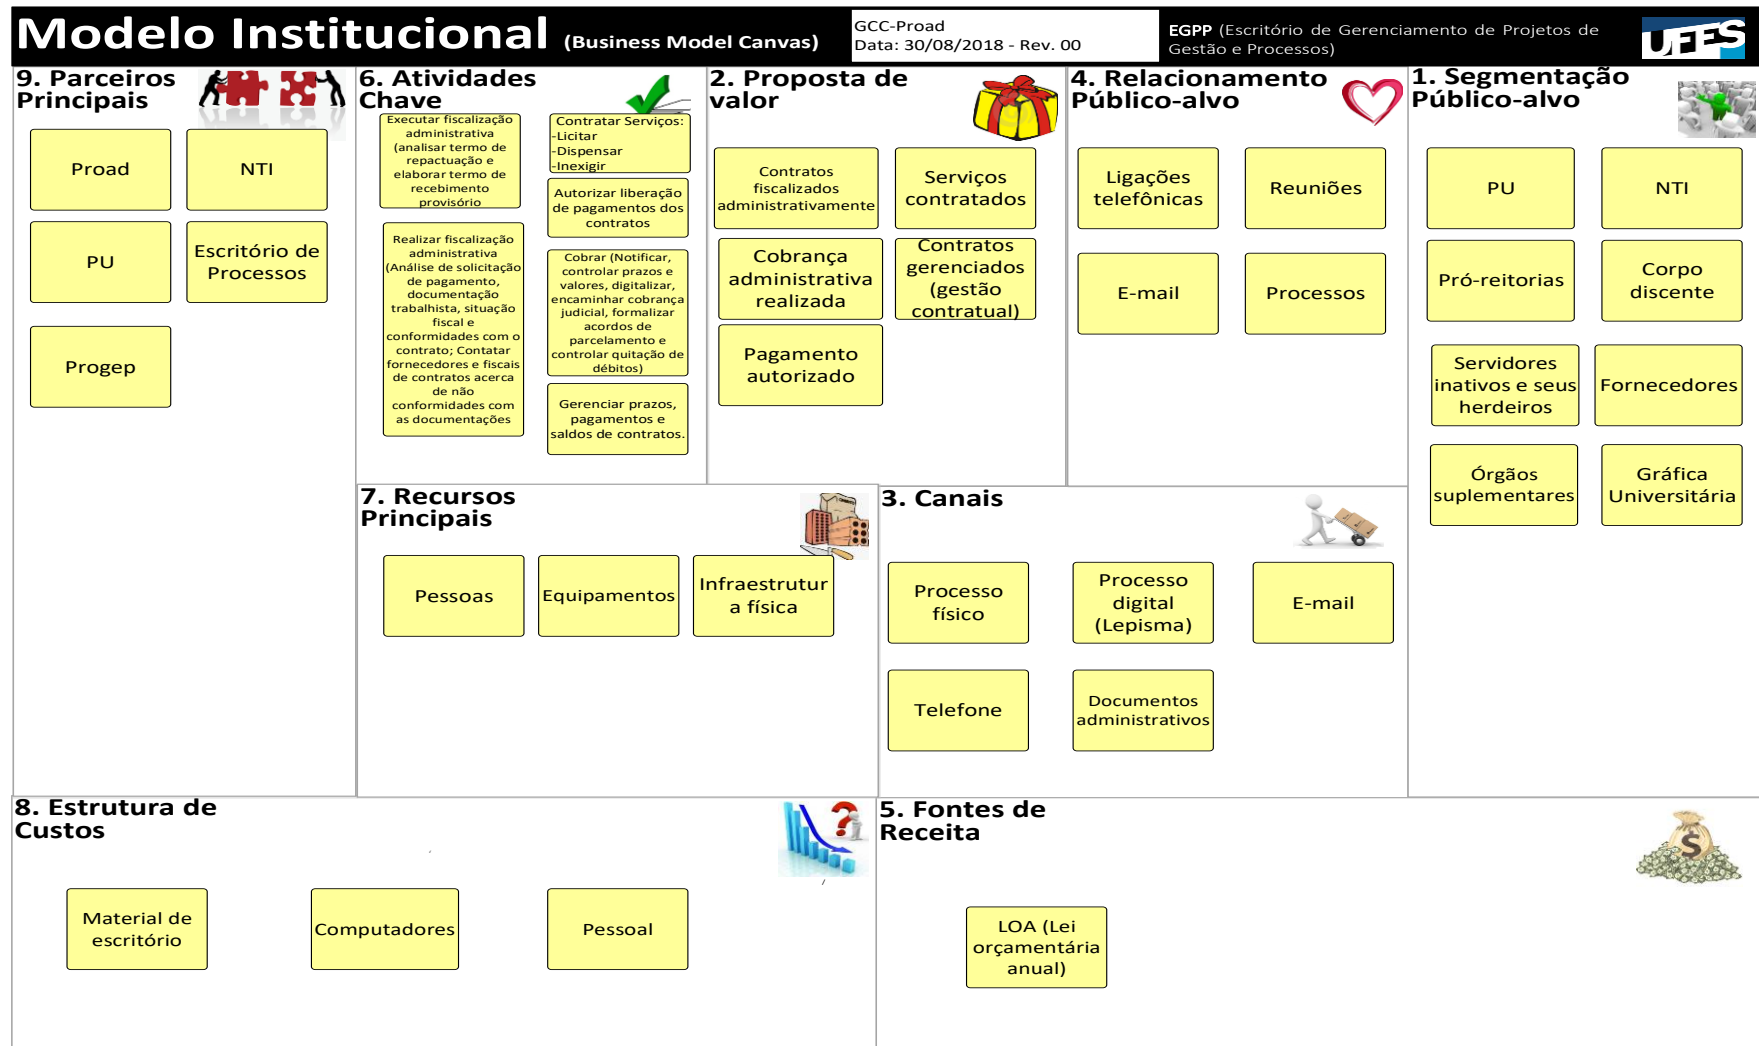 Modelo Institucional (Business Model Canvas)
GCC-Proad
Data: 30/08/2018 - Rev. 00
EGPP (Escritório de Gerenciamento de Projetos de
Gestão e Processos)
UFES
9. Parceiros
Principais
Proad
NTI
PU
Escritório de
Processos
Progep
6. Atividades
Chave
Executar fiscalização
administrativa
(analisar termo de
repactuação e
elaborar termo de
recebimento
provisório
Contratar Serviços:
-Licitar
-Dispensar
-Inexigir
Autorizar liberação
de pagamentos dos
contratos
Realizar fiscalização
administrativa
(Análise de solicitação
de pagamento,
documentação
trabalhista, situação
fiscal e
conformidades com o
contrato; Contatar
fornecedores e fiscais
de contratos acerca
de não
conformidades com
as documentações
Cobrar (Notificar,
controlar prazos e
valores, digitalizar,
encaminhar cobrança
judicial, formalizar
acordos de
parcelamento e
controlar quitação de
débitos)
Gerenciar prazos,
pagamentos e
saldos de contratos.
2. Proposta de
valor
Contratos
fiscalizados
administrativamente
Serviços
contratados
Cobrança
administrativa
realizada
Contratos
gerenciados
(gestão
contratual)
Pagamento
autorizado
4. Relacionamento
Público-alvo
Ligações
telefônicas
Reuniões
E-mail
Processos
1. Segmentação
Público-alvo
PU
NTI
Pró-reitorias
Corpo
discente
Servidores
inativos e seus
herdeiros
Fornecedores
Órgãos
suplementares
Gráfica
Universitária
7. Recursos
Principais
Pessoas
Equipamentos
Infraestrutur
a física
3. Canais
Processo
físico
Processo
digital
(Lepisma)
E-mail
Telefone
Documentos
administrativos
8. Estrutura de
Custos
Material de
escritório
Computadores
Pessoal
5. Fontes de
Receita
LOA (Lei
orçamentária
anual)